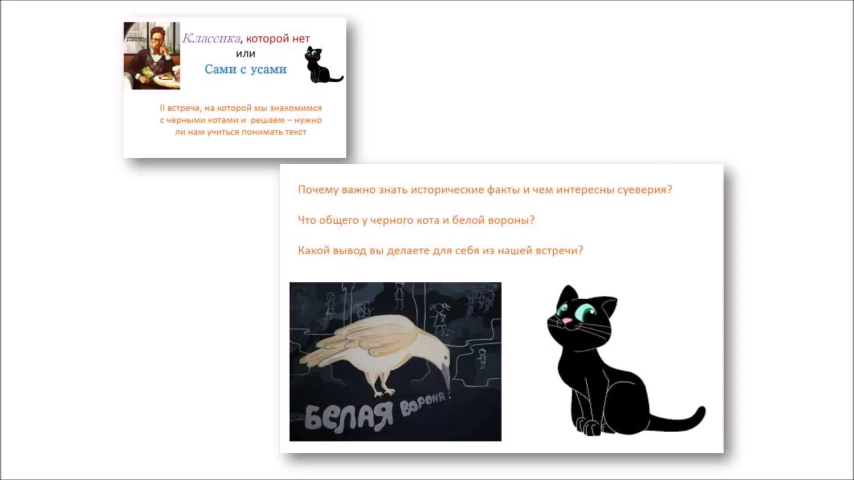 Классика, которой нет
или
Сами с усами
II встреча, на которой мы знакомимся
с черными котами и решаем – нужно
ли нам учиться понимать текст
Почему важно знать исторические факты и чем интересны суеверия?
Что общего у черного кота и белой вороны?
Какой вывод вы делаете для себя из нашей встречи?
БЕЛАЯ ВОРОНА